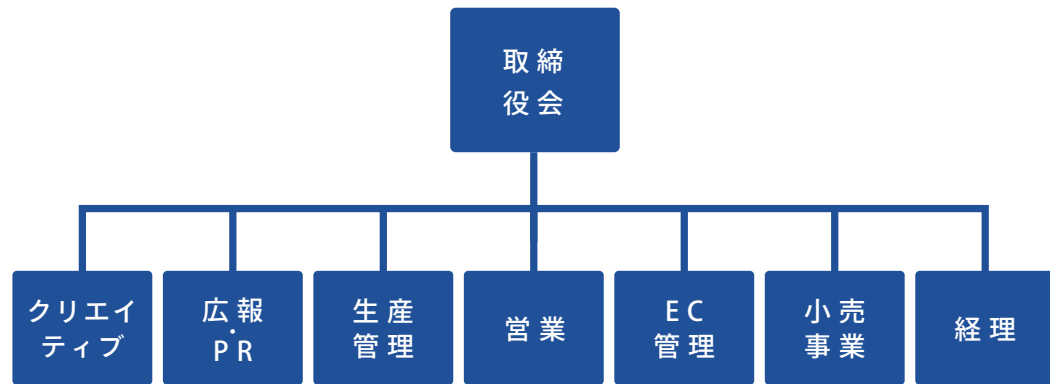 取締
役会
クリエイ
ティブ
広報
・
PR
生産
管理
営業
EC
管理
小売
事業
経理